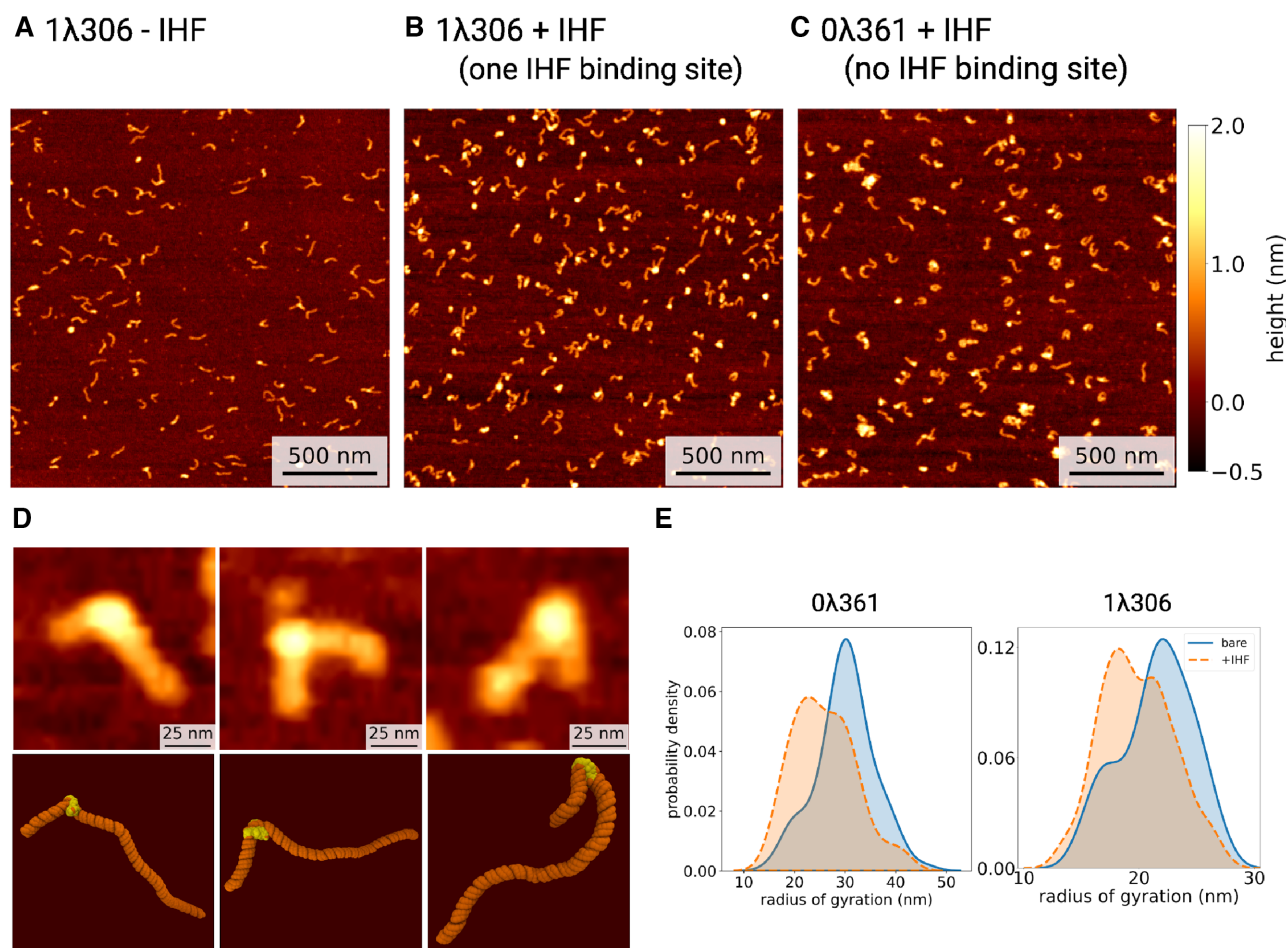 A 1λ306 - IHF
B 1λ306 + IHF
(one IHF binding site)
C 0λ361 + IHF
(no IHF binding site)
500 nm
500 nm
500 nm
2.0
1.0
0.0
−0.5
height (nm)
D
25 nm
25 nm
25 nm
E
0λ361
0.08
0.06
0.04
0.02
0.00
probability density
10
20
30
40
50
radius of gyration (nm)
1λ306
bare
+IHF
0.12
0.06
0.00
10
20
30
radius of gyration (nm)